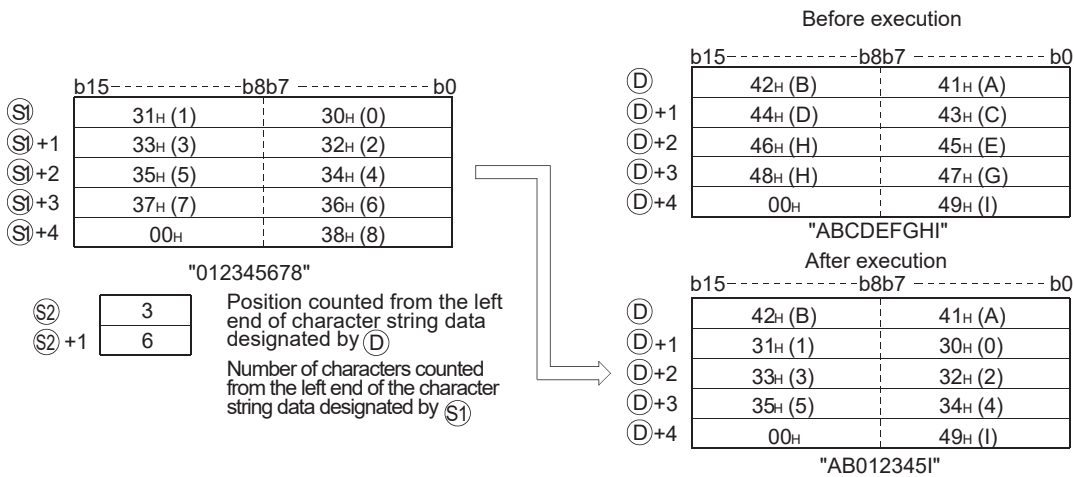 b15 b8b7 b0
S1 31H (1) 30H (0)
S1+1 33H (3) 32H (2)
S1+2 35H (5) 34H (4)
S1+3 37H (7) 36H (6)
S1+4 00H 38H (8)
"012345678"
S2 3
S2 +1 6
Position counted from the left
end of character string data
designated by D
Number of characters counted
from the left end of the character
string data designated by S1
Before execution
b15 b8b7 b0
D 42H (B) 41H (A)
D+1 44H (D) 43H (C)
D+2 46H (H) 45H (E)
D+3 48H (H) 47H (G)
D+4 00H 49H (I)
"ABCDEFGHI"
After execution
b15 b8b7 b0
D 42H (B) 41H (A)
D+1 31H (1) 30H (0)
D+2 33H (3) 32H (2)
D+3 35H (5) 34H (4)
D+4 00H 49H (I)
"AB012345I"